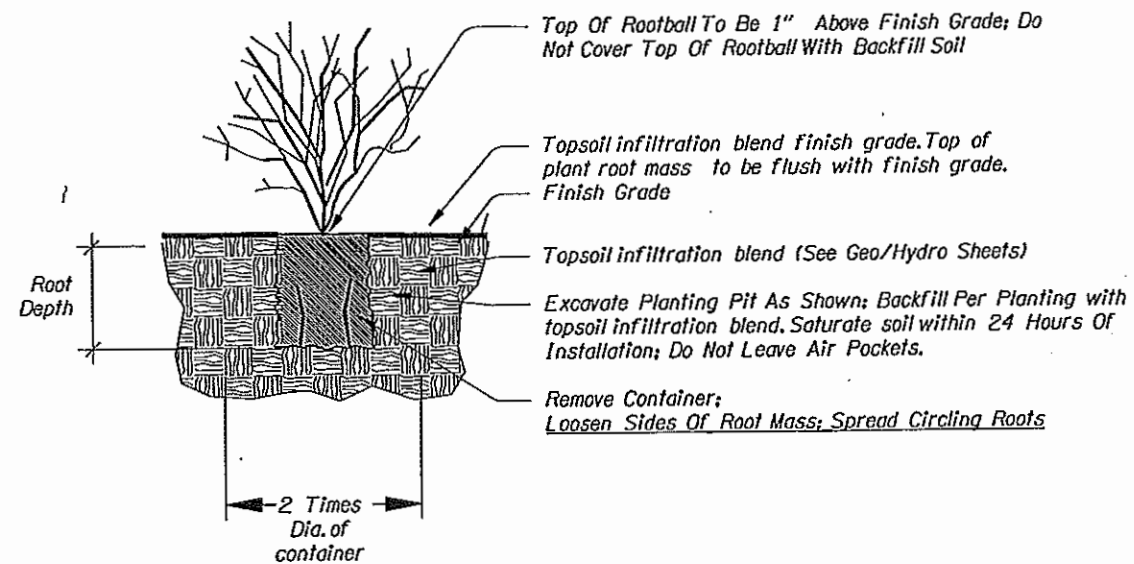 Top Of Rootball To Be 1" Above Finish Grade; Do
Not Cover Top Of Rootball With Backfill Soil
Topsoil infiltration blend finish grade. Top of
plant root mass to be flush with finish grade.
Finish Grade
Topsoil infiltration blend (See Geo/Hydro Sheets)
Excavate Planting Pit As Shown; Backfill Per Planting with
topsoil infiltration blend. Saturate soil within 24 Hours Of
Installation; Do Not Leave Air Pockets.
Remove Container;
Loosen Sides Of Root Mass; Spread Circling Roots
Root
Depth
2 Times
Dia. of
container